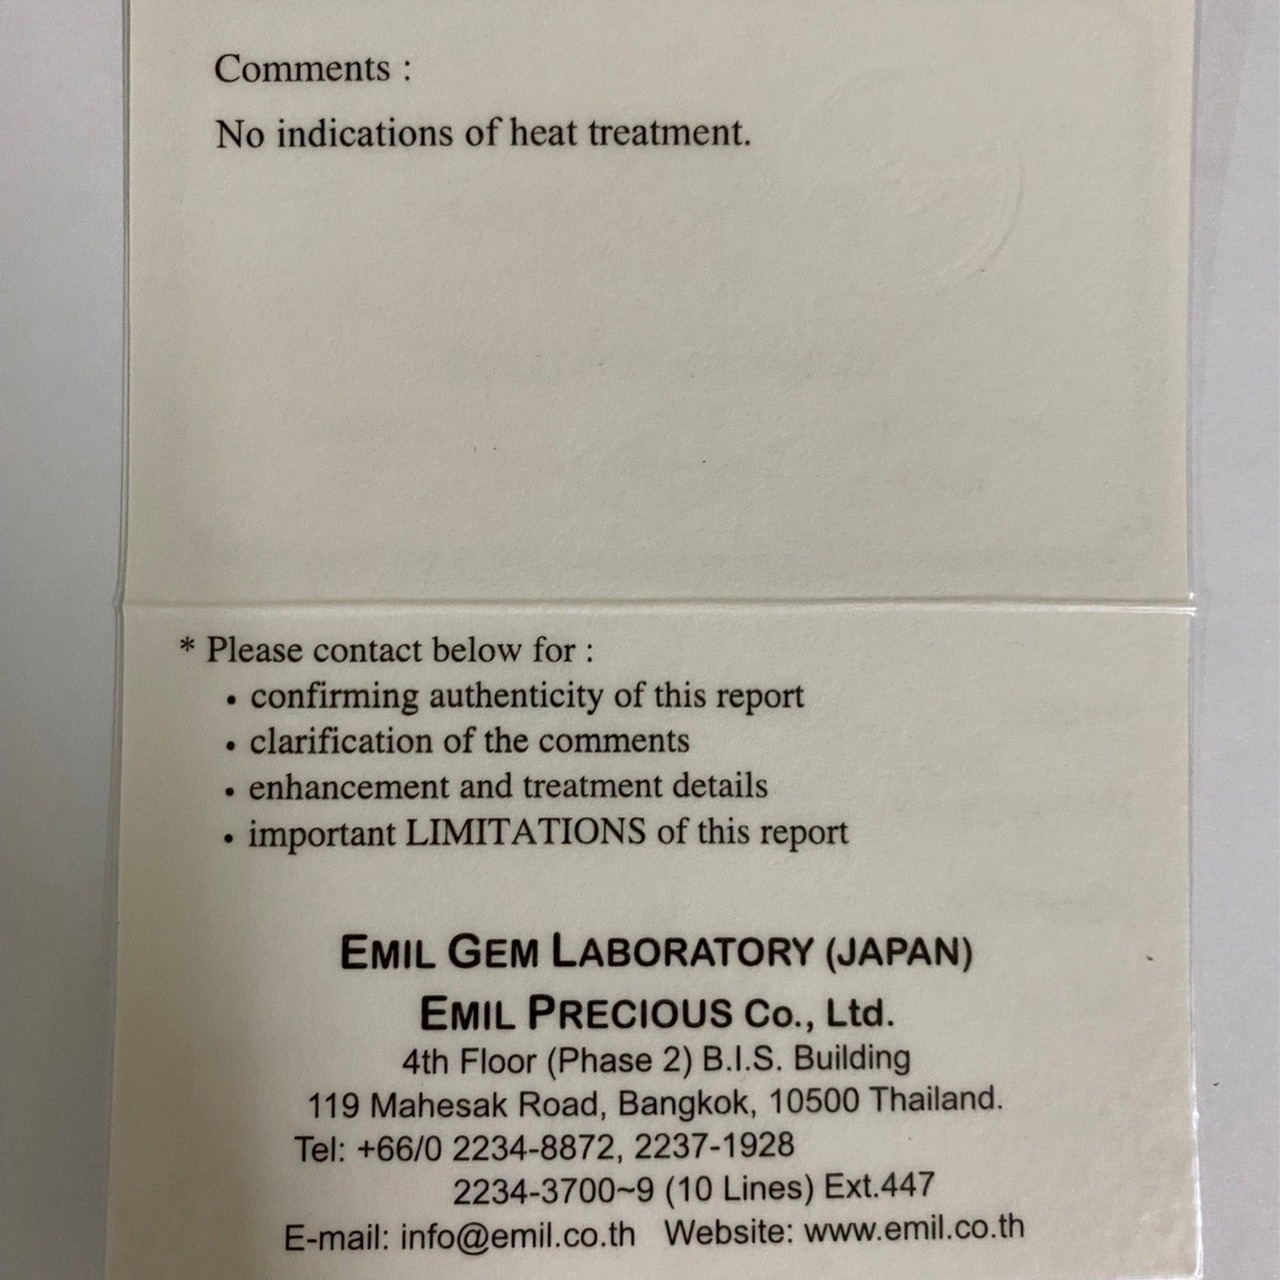 Comments :
No indications of heat treatment.
* Please contact below for :
• confirming authenticity of this report
• clarification of the comments
• enhancement and treatment details
• important LIMITATIONS of this report
EMIL GEM LABORATORY (JAPAN)
EMIL PRECIOUS Co., Ltd.
4th Floor (Phase 2) B.I.S. Building
119 Mahesak Road, Bangkok, 10500 Thailand.
Tel: +66/0 2234-8872, 2237-1928
2234-3700~9 (10 Lines) Ext.447
E-mail: info@emil.co.th Website: www.emil.co.th